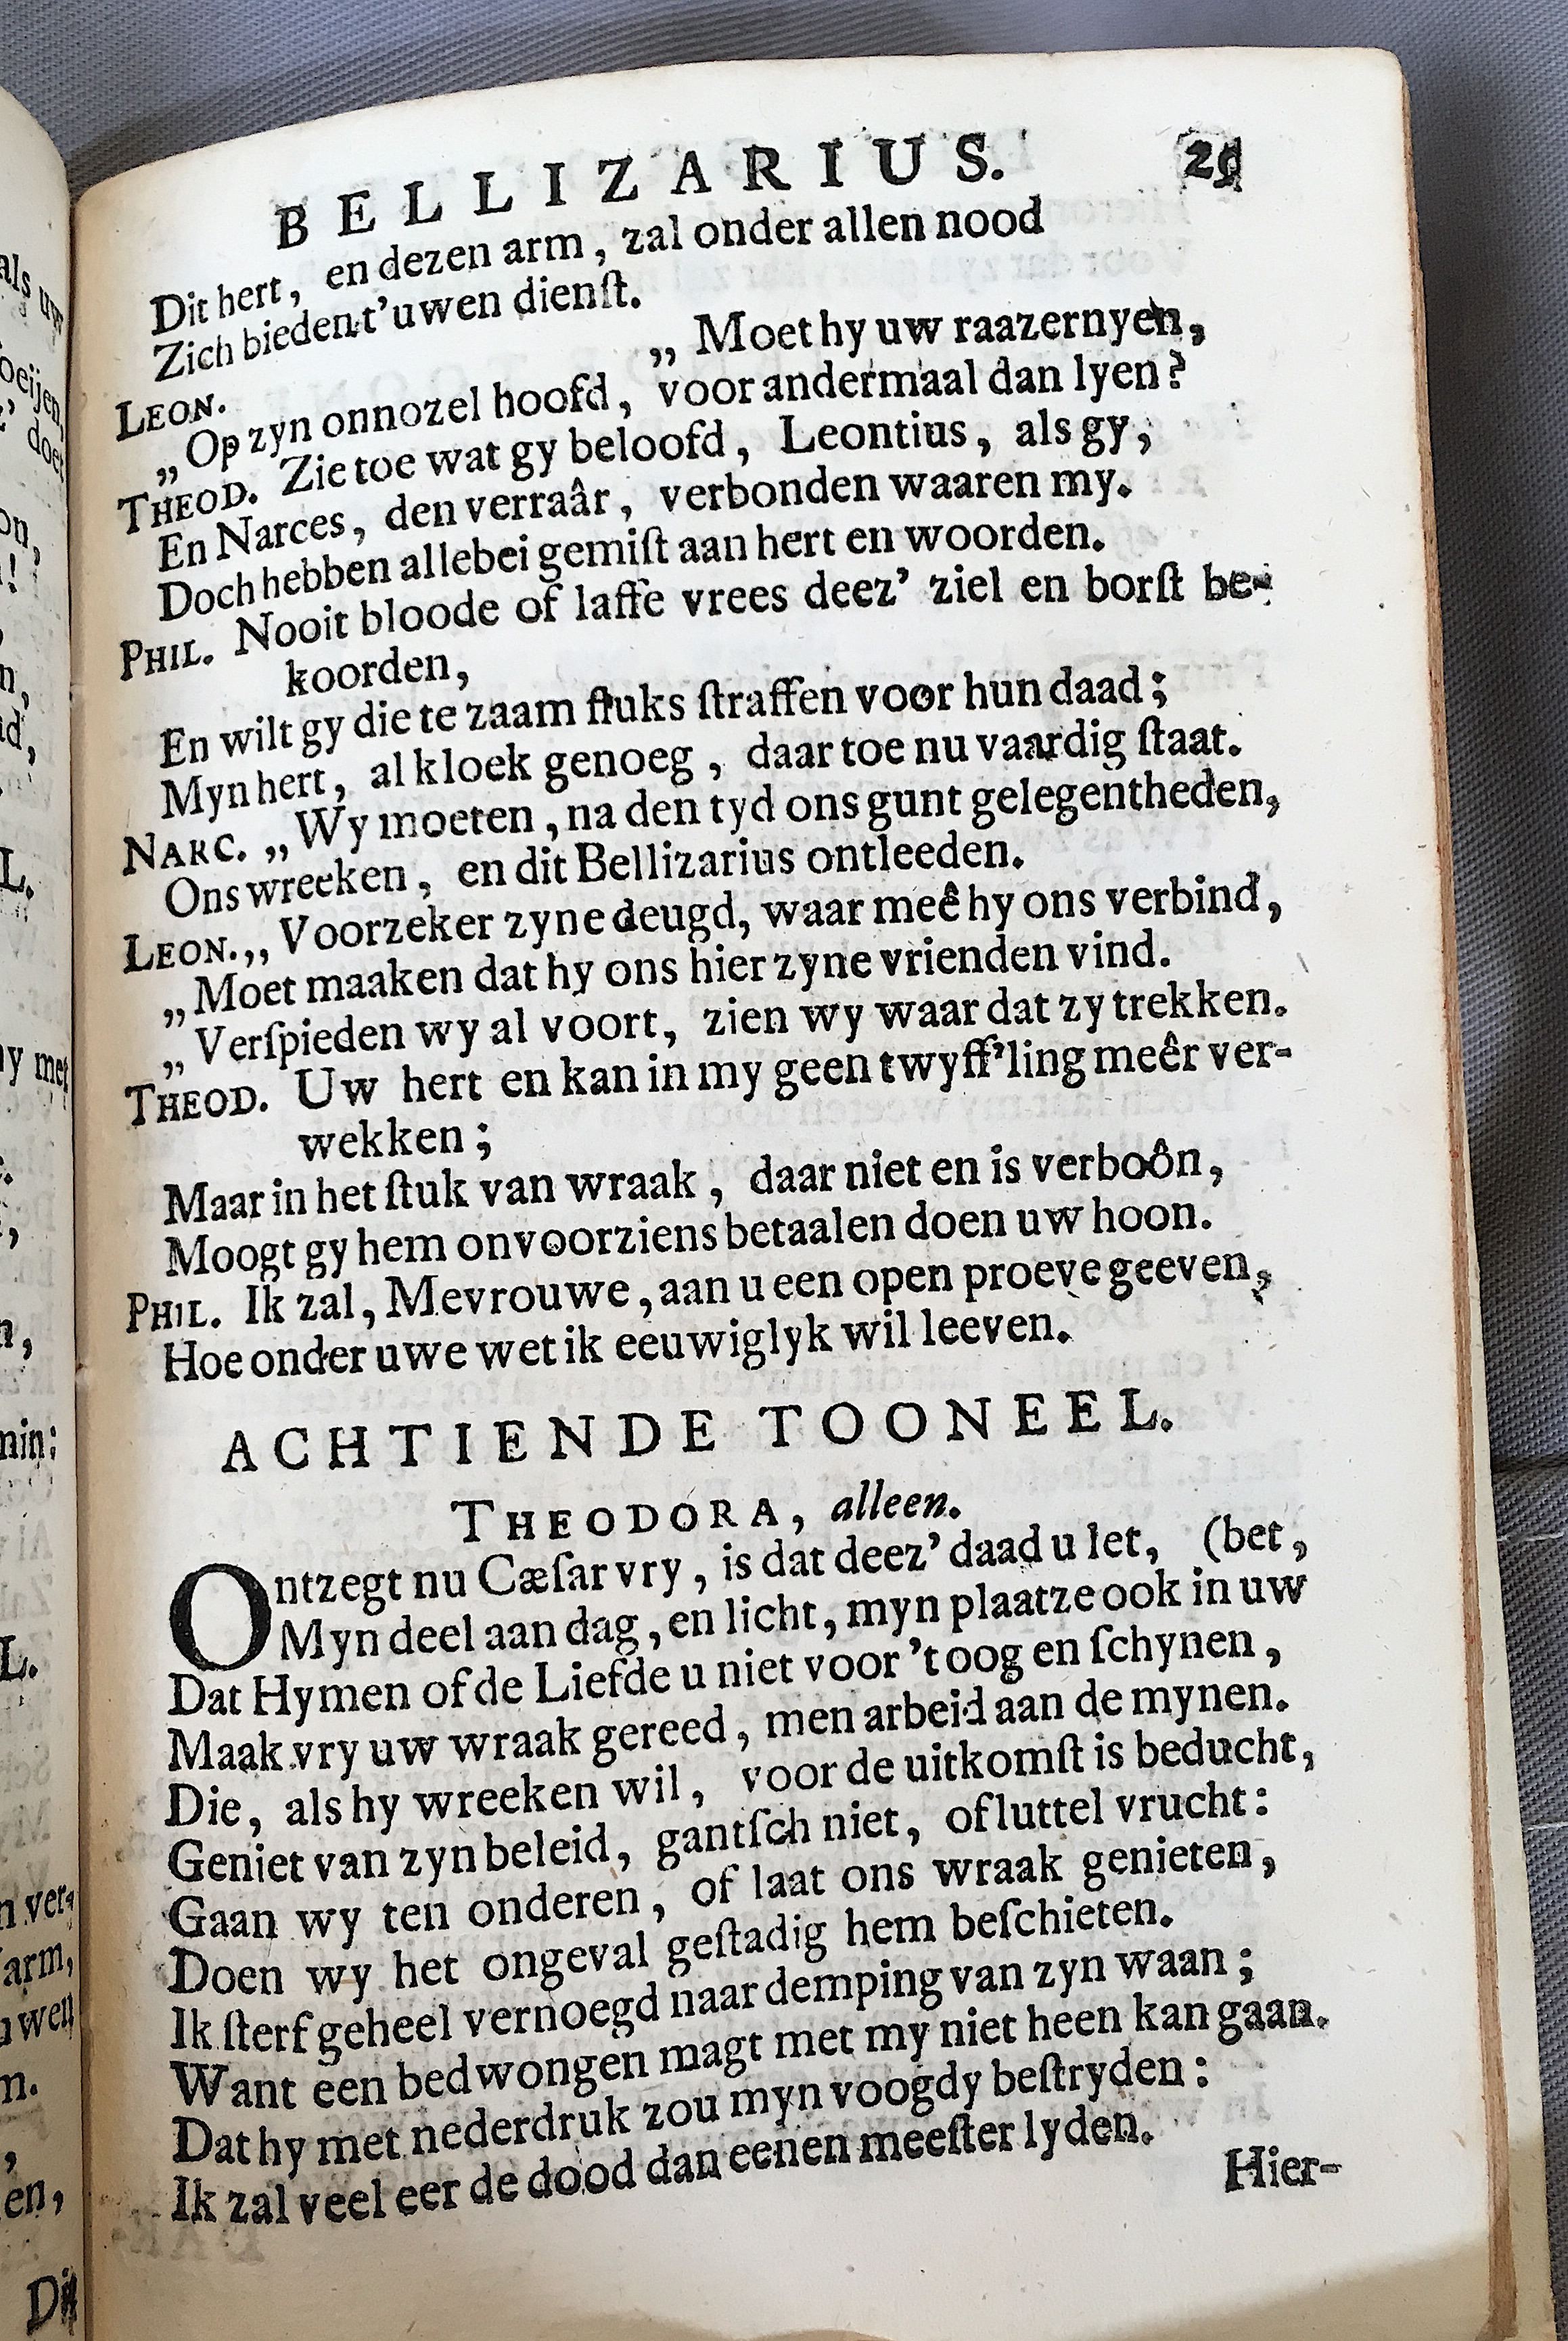 BELLIZARIUS. 29
Dit hert, en dezen arm, zal onder allen nood
Zich bieden t'uwen dienſt.
LEON. „Moet hy uw raazernyen,
„Op zyn onnozel hoofd, voor andermaal dan lyen?
THEOD. Zie toe wat gy beloofd, Leontius, als gy,
En Narces, den verraâr, verbonden waaren my.
Doch hebben allebei gemiſt aan hert en woorden.
PHIL. Nooit bloode of laffe vrees deez' ziel en borſt be-
koorden,
En wilt gy die te zaam fluks ſtraffen voor hun daad;
Myn hert, al kloek genoeg, daar toe nu vaardig ſtaat.
NARC. „Wy moeten, na den tyd ons gunt gelegentheden,
Ons wreeken, en dit Bellizarius ontleeden.
LEON. „Voorzeker zyne deugd, waar meê hy ons verbind,
„Moet maaken dat hy ons hier zyne vrienden vind.
„Verſpieden wy al voort, zien wy waar dat zy trekken.
THEOD. Uw hert en kan in my geen twyff'ling meêr ver-
wekken;
Maar in het ſtuk van wraak, daar niet en is verboôn,
Moogt gy hem onvoorziens betaalen doen uw hoon.
PHIL. Ik zal, Mevrouwe, aan u een open proeve geeven,
Hoe onder uwe wet ik eeuwiglyk wil leeven.
ACHTIENDE TOONEEL.
THEODORA, alleen.
Ontzegt nu Cæſar vry, is dat deez' daad u let, (bet,
Myn deel aan dag, en licht, myn plaatze ook in uw
Dat Hymen of de Liefde u niet voor 't oog en ſchynen,
Maak vry uw wraak gereed, men arbeid aan de mynen.
Die, als hy wreeken wil, voor de uitkomſt is beducht,
Geniet van zyn beleid, gantſch niet, of luttel vrucht:
Gaan wy ten onderen, of laat ons wraak genieten,
Doen wy het ongeval geſtadig hem beſchieten.
Ik ſterf geheel vernoegd naar demping van zyn waan;
Want een bedwongen magt met my niet heen kan gaan.
Dat hy met nederdruk zou myn voogdy beſtryden:
Ik zal veel eer de dood dan eenen meeſter lyden.
Hier-